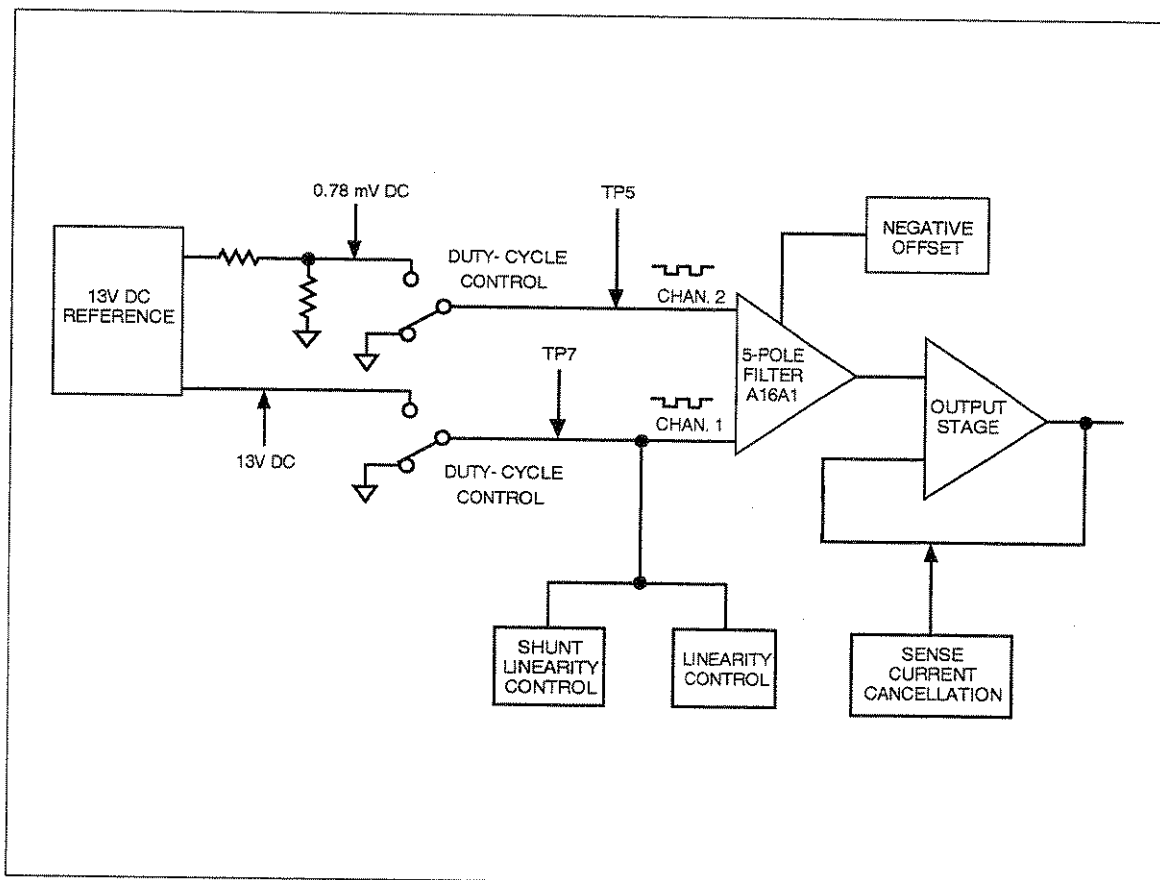 0.78 mV DC
TP5
NEGATIVE
OFFSET
13V DC
REFERENCE
DUTY- CYCLE
CONTROL
CHAN. 2
TP7
5-POLE
FILTER
A16A1
CHAN. 1
OUTPUT
STAGE
13V DC
DUTY- CYCLE
CONTROL
SHUNT
LINEARITY
CONTROL
LINEARITY
CONTROL
SENSE
CURRENT
CANCELLATION